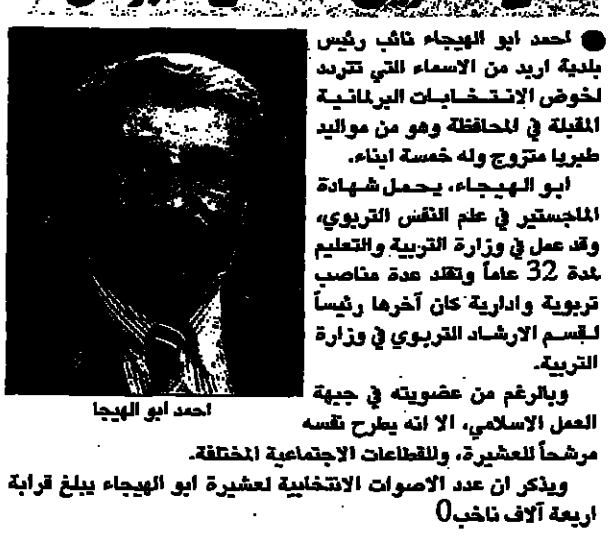 احمد ابو الهيجاء نائب رئيس
بلدية اربد من الاسماء التي تتردد
لخوض الانتخابات البرلمانية
المقبلة في المحافظة وهو من مواليد
طبريا متزوج وله خمسة ابناء.
ابو الهيجاء، يحمل شهادة
الماجستير في علم النفس التربوي،
وقد عمل في وزارة التربية والتعليم
لمدة 32 عاماً وتقلد عدة مناصب
تربوية وادارية كان آخرها رئيساً
لقسم الارشاد التربوي في وزارة
التربية.
احمد ابو الهيجا
وبالرغم من عضويته في جبهة
العمل الاسلامي، الا انه يطرح نفسه
مرشحاً للعشيرة، وللقطاعات الاجتماعية المختلفة.
ويذكر ان عدد الاصوات الانتخابية لعشيرة ابو الهيجاء يبلغ قرابة
اربعة آلاف ناخب0